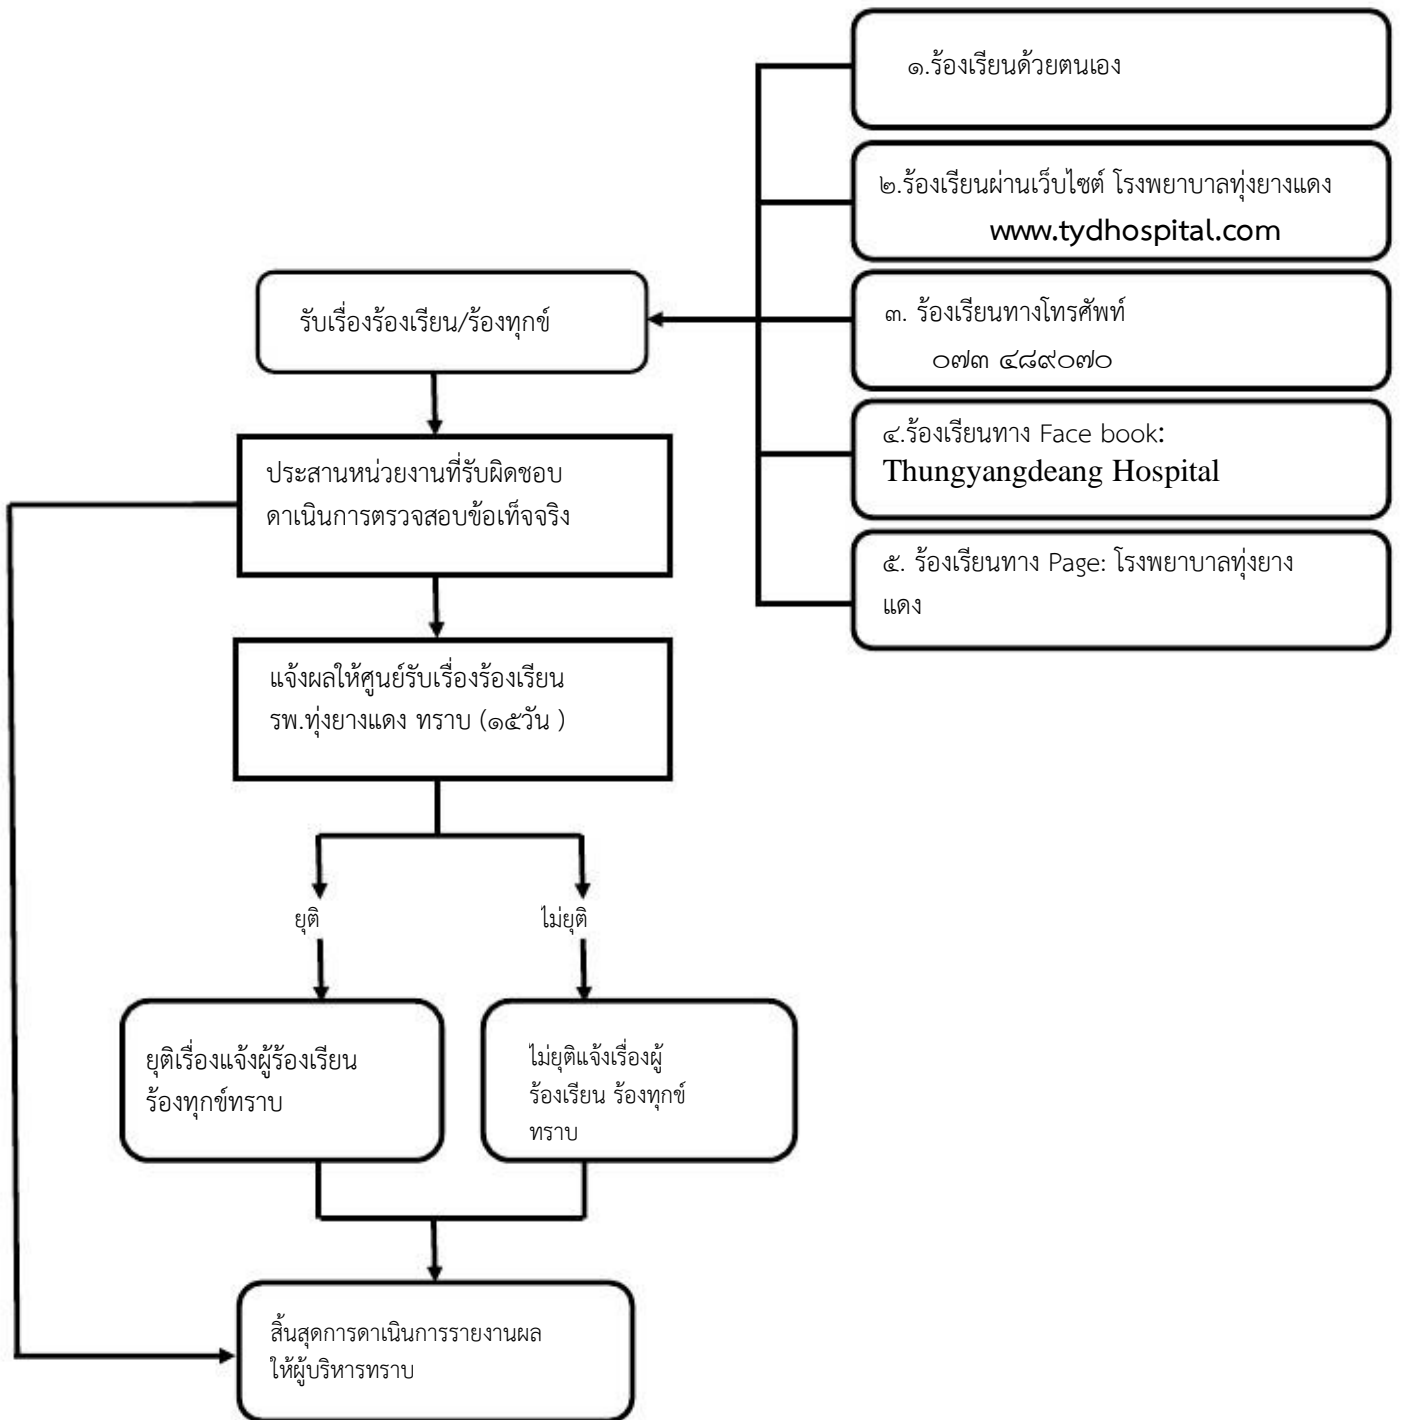 ๑.ร้องเรียนด้วยตนเอง
๒.ร้องเรียนผ่านเว็บไซต์ โรงพยาบาลทุ่งยางแดง
www.tydhospital.com
๓. ร้องเรียนทางโทรศัพท์
๐๗๓ ๔๘๙๐๗๐
๔.ร้องเรียนทาง Face book:
Thungyangdeang Hospital
๕. ร้องเรียนทาง Page: โรงพยาบาลทุ่งยาง
แดง
รับเรื่องร้องเรียน/ร้องทุกข์
ประสานหน่วยงานที่รับผิดชอบ
ดาเนินการตรวจสอบข้อเท็จจริง
แจ้งผลให้ศูนย์รับเรื่องร้องเรียน
รพ.ทุ่งยางแดง ทราบ (๑๕วัน )
ยุติ
ไม่ยุติ
ยุติเรื่องแจ้งผู้ร้องเรียน
ร้องทุกข์ทราบ
ไม่ยุติแจ้งเรื่องผู้
ร้องเรียน ร้องทุกข์
ทราบ
สิ้นสุดการดาเนินการรายงานผล
ให้ผู้บริหารทราบ